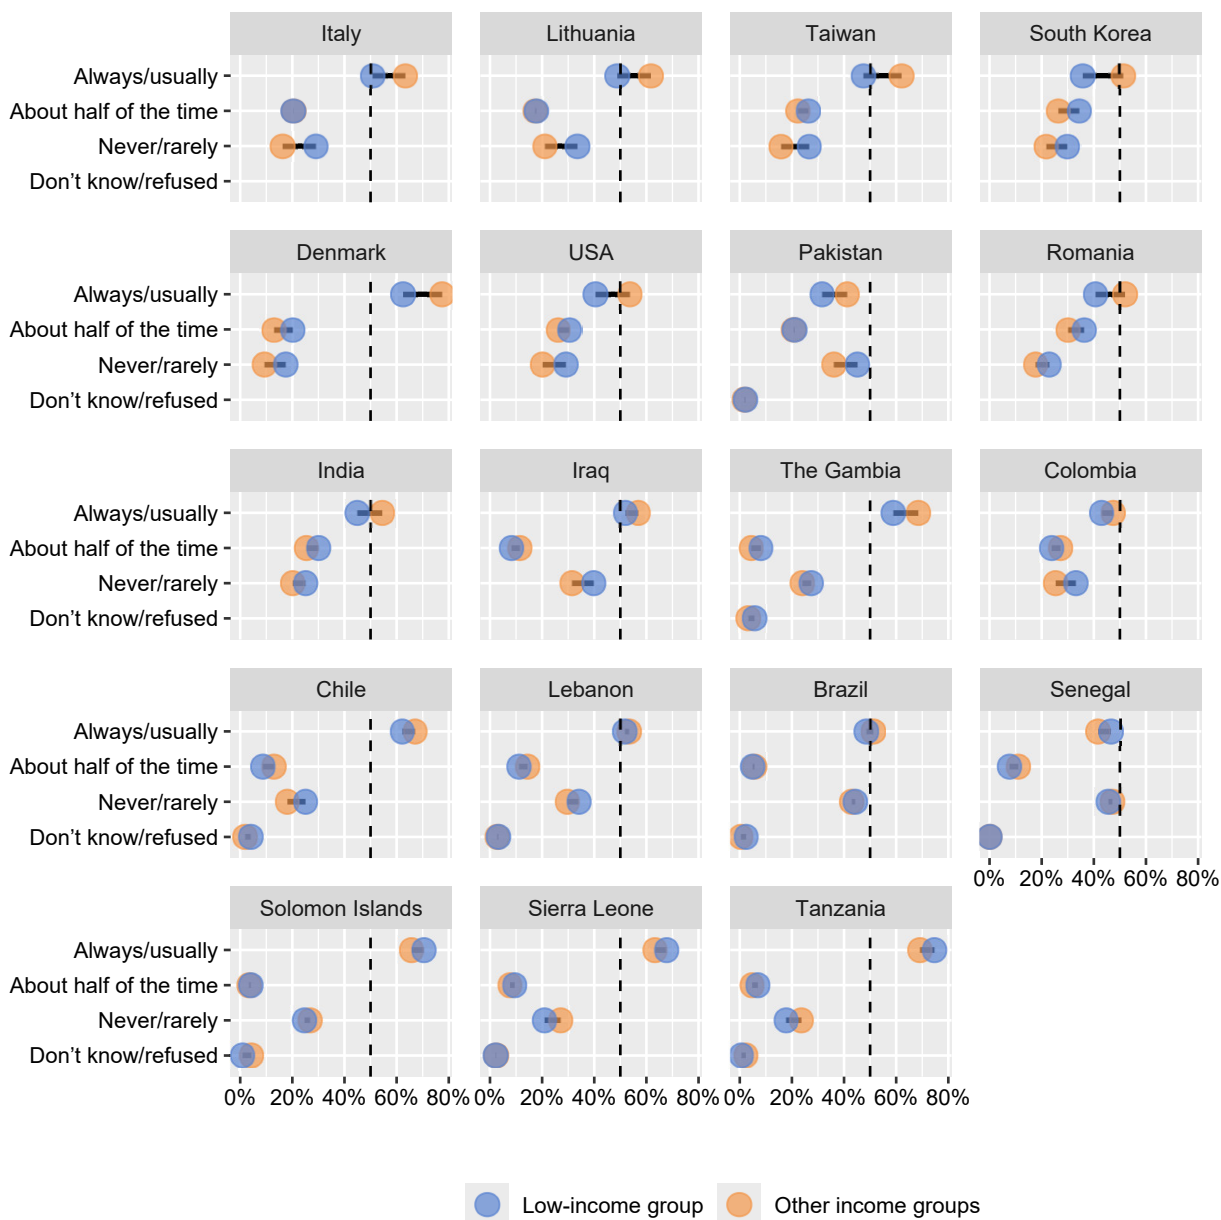 Italy Lithuania Taiwan South Korea
Always/usually
About half of the time
Never/rarely
Don’t know/refused
Denmark USA Pakistan Romania
Always/usually
About half of the time
Never/rarely
Don’t know/refused
India Iraq The Gambia Colombia
Always/usually
About half of the time
Never/rarely
Don’t know/refused
Chile Lebanon Brazil Senegal
Always/usually
About half of the time
Never/rarely
Don’t know/refused
0% 20% 40% 60% 80%
Solomon Islands Sierra Leone Tanzania
Always/usually
About half of the time
Never/rarely
Don’t know/refused
0% 20% 40% 60% 80% 0% 20% 40% 60% 80% 0% 20% 40% 60% 80%
Low-income group Other income groups